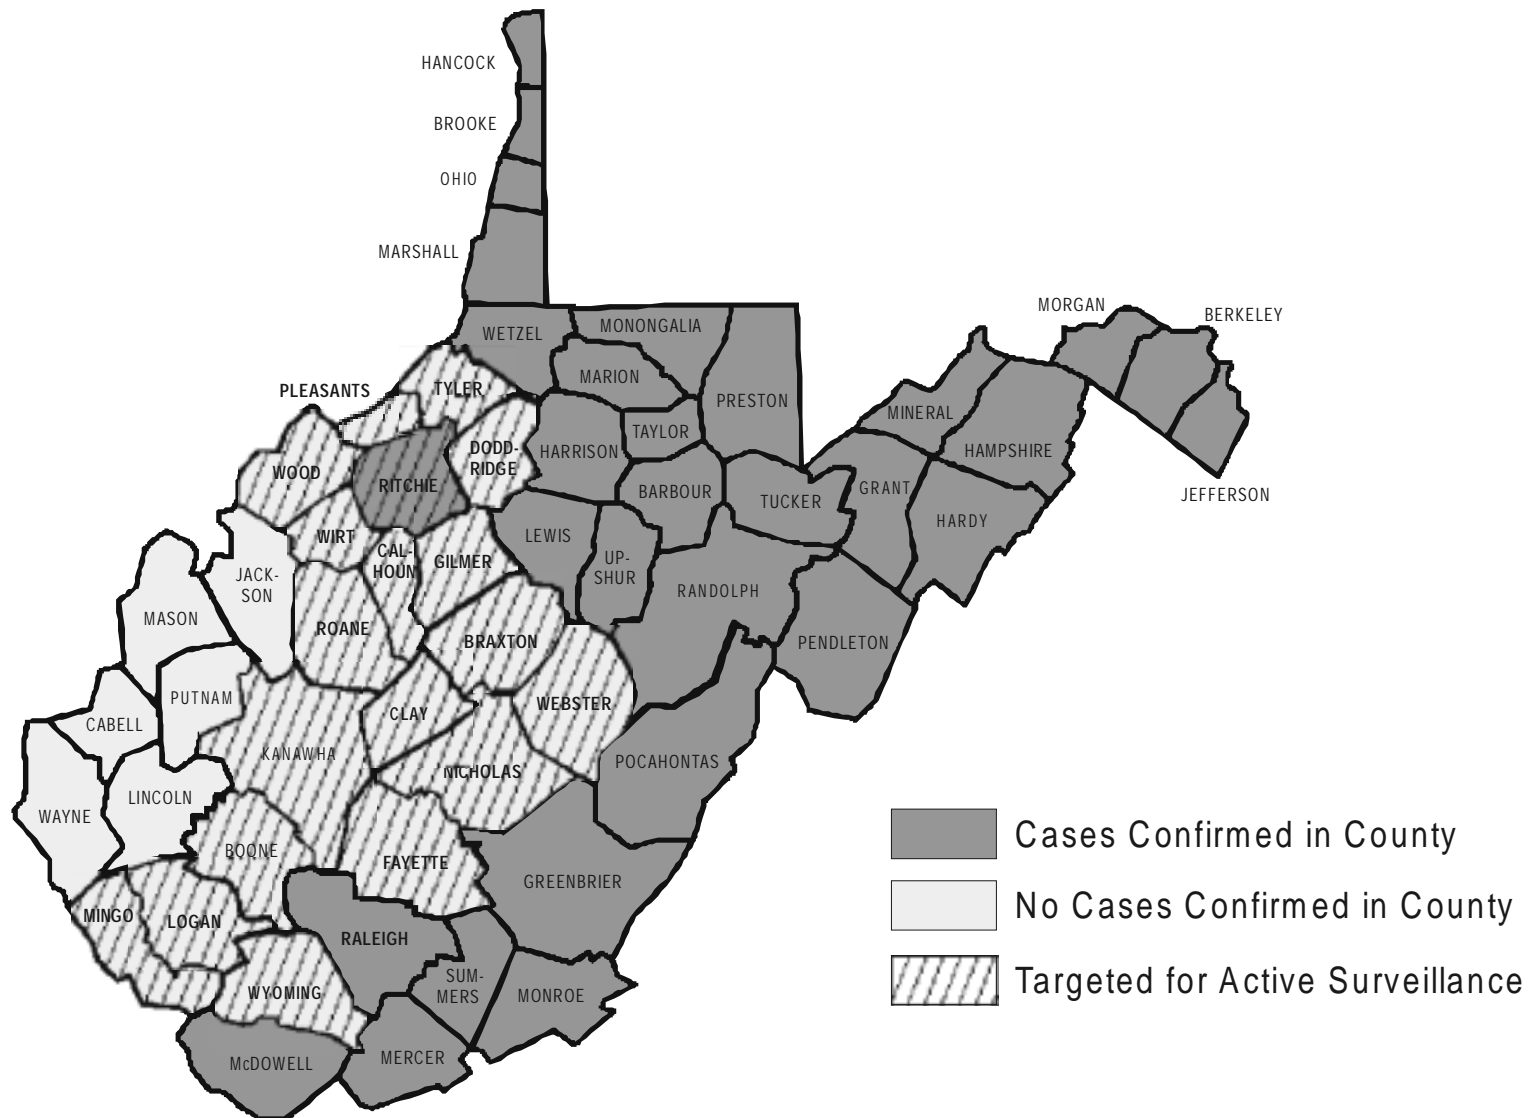 HANCOCK
BROOKE
OHIO
MARSHALL
WETZEL
MONONGALIA
MARION
PRESTON
MORGAN
BERKELEY
JEFFERSON
MINERAL
HAMPSHIRE
PLEASANTS
TYLER
DODD-
RIDGE
HARRISON
TAYLOR
WOOD
RITCHIE
BARBOUR
TUCKER
GRANT
HARDY
WIRT
CAL-
HOUN
GILMER
LEWIS
UP-
SHUR
RANDOLPH
JACK-
SON
MASON
ROANE
BRAXTON
PENDLETON
PUTNAM
CABELL
CLAY
WEBSTER
KANAWHA
NICHOLAS
POCAHONTAS
WAYNE
LINCOLN
BOONE
FAYETTE
GREENBRIER
MINGO
LOGAN
RALEIGH
SUM-
MERS
MONROE
WYOMING
McDOWELL
MERCER
Cases Confirmed in County
No Cases Confirmed in County
Targeted for Active Surveillance